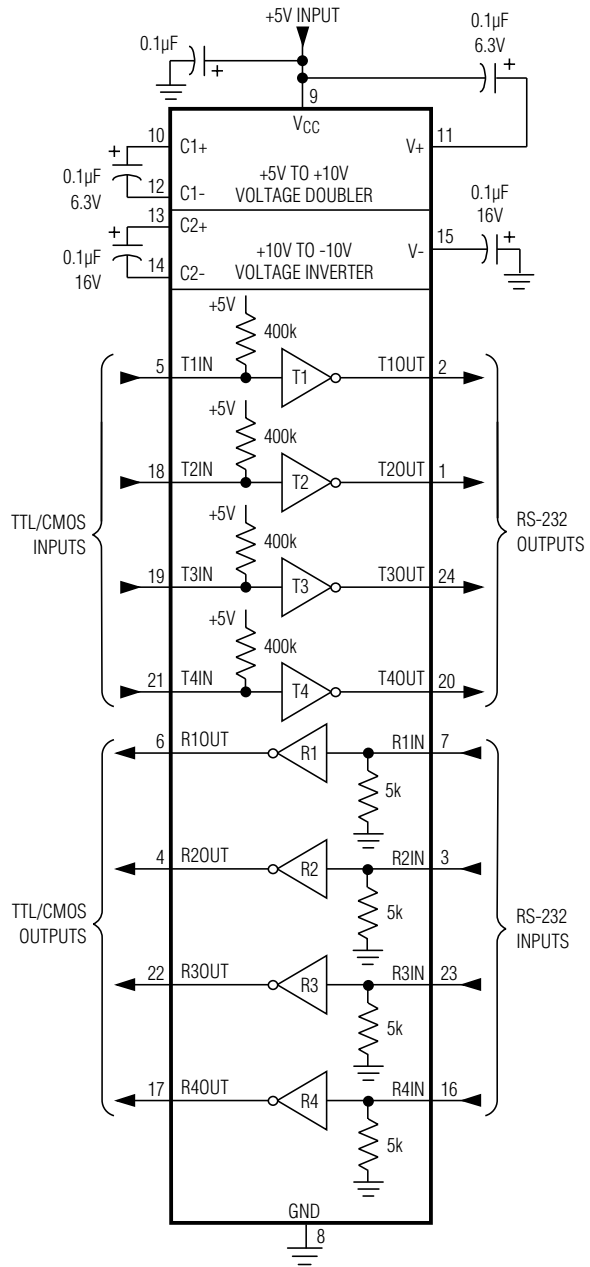 +5V INPUT
0.1µF
+
0.1µF
6.3V
+
9
VCC
10
C1+
+
0.1µF
6.3V
12
C1-
+5V TO +10V
VOLTAGE DOUBLER
V+
11
13
C2+
+
0.1µF
16V
14
C2-
+10V TO -10V
VOLTAGE INVERTER
V-
15
0.1µF
16V
+
+5V
400k
5
T1IN
T1
T1OUT
2
+5V
400k
18
T2IN
T2
T2OUT
1
TTL/CMOS
INPUTS
RS-232
OUTPUTS
+5V
400k
19
T3IN
T3
T3OUT
24
+5V
400k
21
T4IN
T4
T4OUT
20
6
R1OUT
R1
R1IN
7
5k
4
R2OUT
R2
R2IN
3
5k
TTL/CMOS
OUTPUTS
RS-232
INPUTS
22
R3OUT
R3
R3IN
23
5k
17
R4OUT
R4
R4IN
16
5k
GND
8